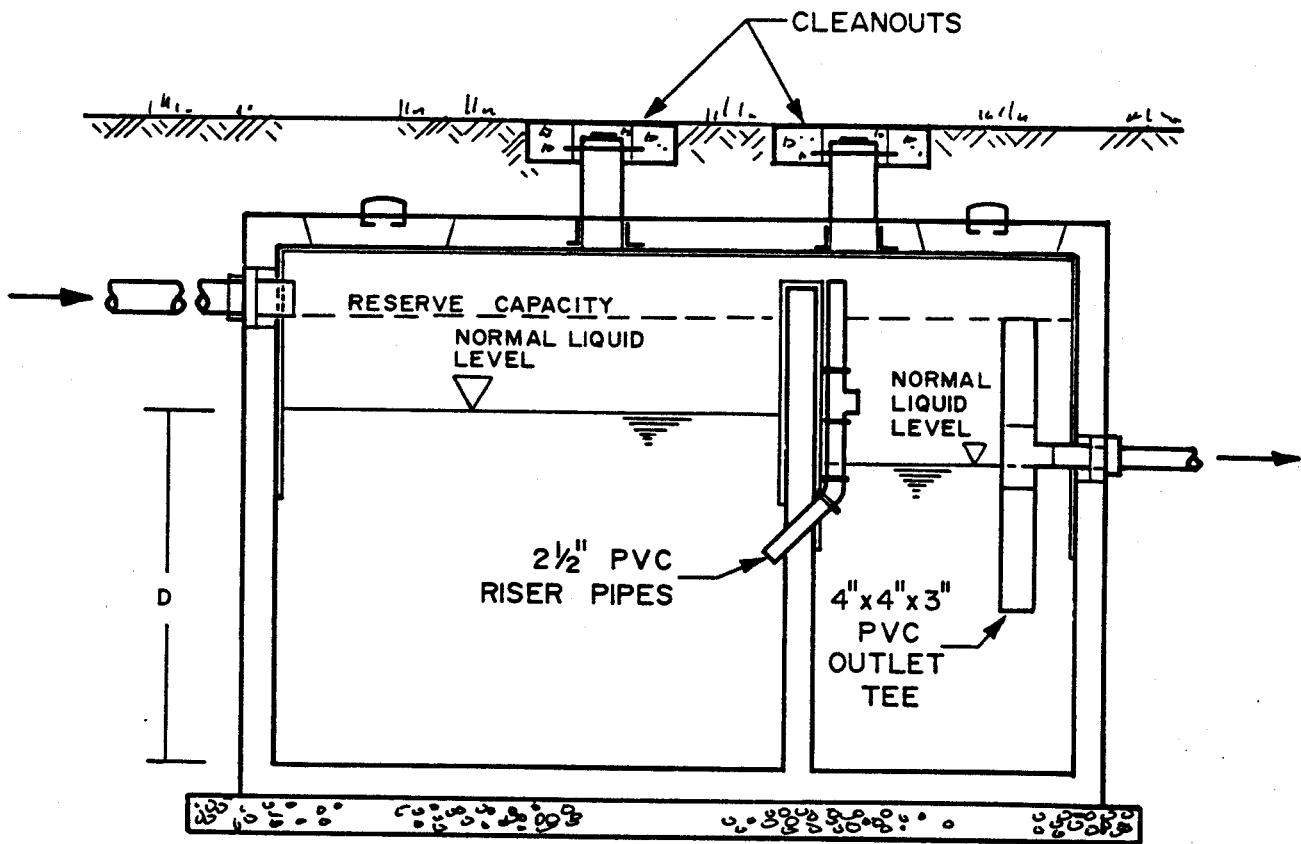 CLEANOUTS
RESERVE CAPACITY
NORMAL LIQUID
LEVEL
NORMAL
LIQUID
LEVEL
2½" PVC
RISER PIPES
4"x4"x3"
PVC
OUTLET
TEE
D